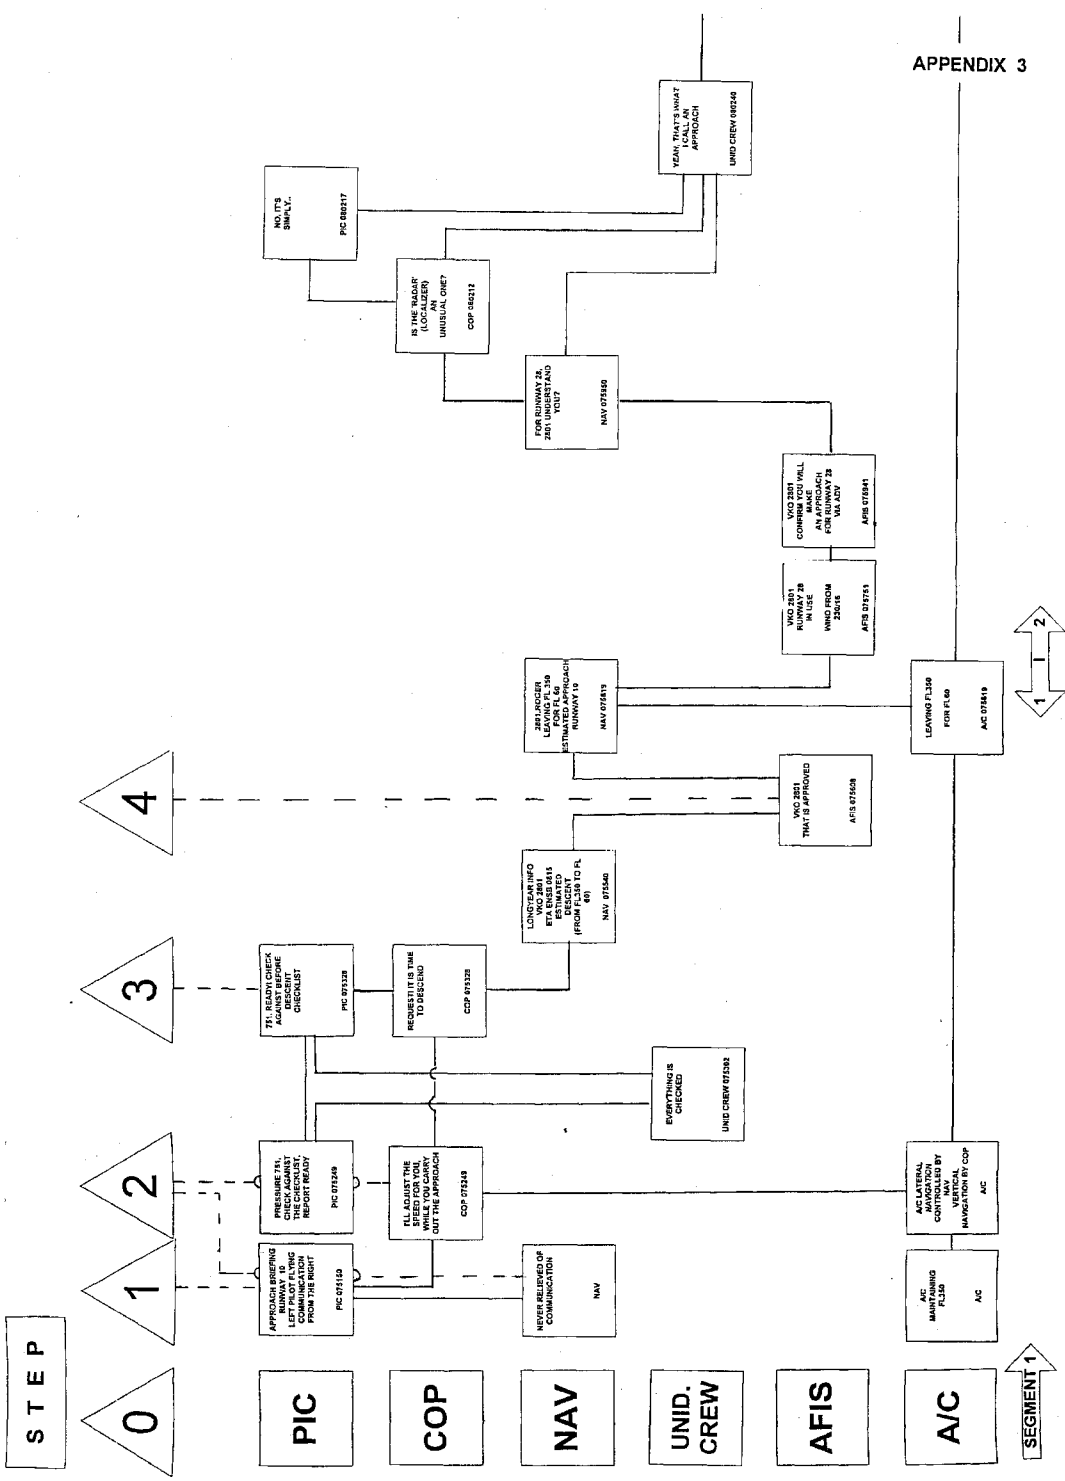 APPENDIX 3
STEP
0
1
2
3
4
PIC
APPROACH BRIEFING
RUNWAY 10
LEFT PILOT FLYING
COMMUNICATION
FROM THE RIGHT
PIC 075150
PRESSURE 751,
CHECK AGAINST
THE CHECKLIST,
REPORT READY
PIC 075249
751, READY! CHECK
AGAINST BEFORE
DESCENT
CHECKLIST
PIC 075328
NO, IT'S
SIMPLY..
PIC 080217
COP
I'LL ADJUST THE
SPEED FOR YOU,
WHILE YOU CARRY
OUT THE APPROACH
COP 075249
REQUEST! IT IS TIME
TO DESCEND
COP 075328
IS THE 'RADAR'
(LOCALIZER)
AN
UNUSUAL ONE?
COP 080212
NAV
NEVER RELIEVED OF
COMMUNICATION
NAV
LONGYEAR INFO
VKO 2801
ETA ENSB 0815
ESTIMATED
DESCENT
(FROM FL350 TO FL
60)
NAV 075540
2801, ROGER
LEAVING FL 350
FOR FL 60
ESTIMATED APPROACH
RUNWAY 10
NAV 075619
FOR RUNWAY 28,
2801 UNDERSTAND
YOU?
NAV 075950
UNID.
CREW
EVERYTHING IS
CHECKED
UNID CREW 075302
YEAH, THAT'S WHAT
I CALL AN
APPROACH
UNID CREW 080240
AFIS
VKO 2801
THAT IS APPROVED
AFIS 075608
VKO 2801
RUNWAY 28
IN USE
WIND FROM
230/16
AFIS 075751
VKO 2801
CONFIRM YOU WILL
MAKE
AN APPROACH
FOR RUNWAY 28
VIA ADV
AFIS 075941
A/C
A/C
MAINTAINING
FL350
A/C
A/C LATERAL
NAVIGATION
CONTROLLED BY
NAV
VERTICAL
NAVIGATION BY COP
A/C
LEAVING FL350
FOR FL60
A/C 075619
SEGMENT 1
1 I 2